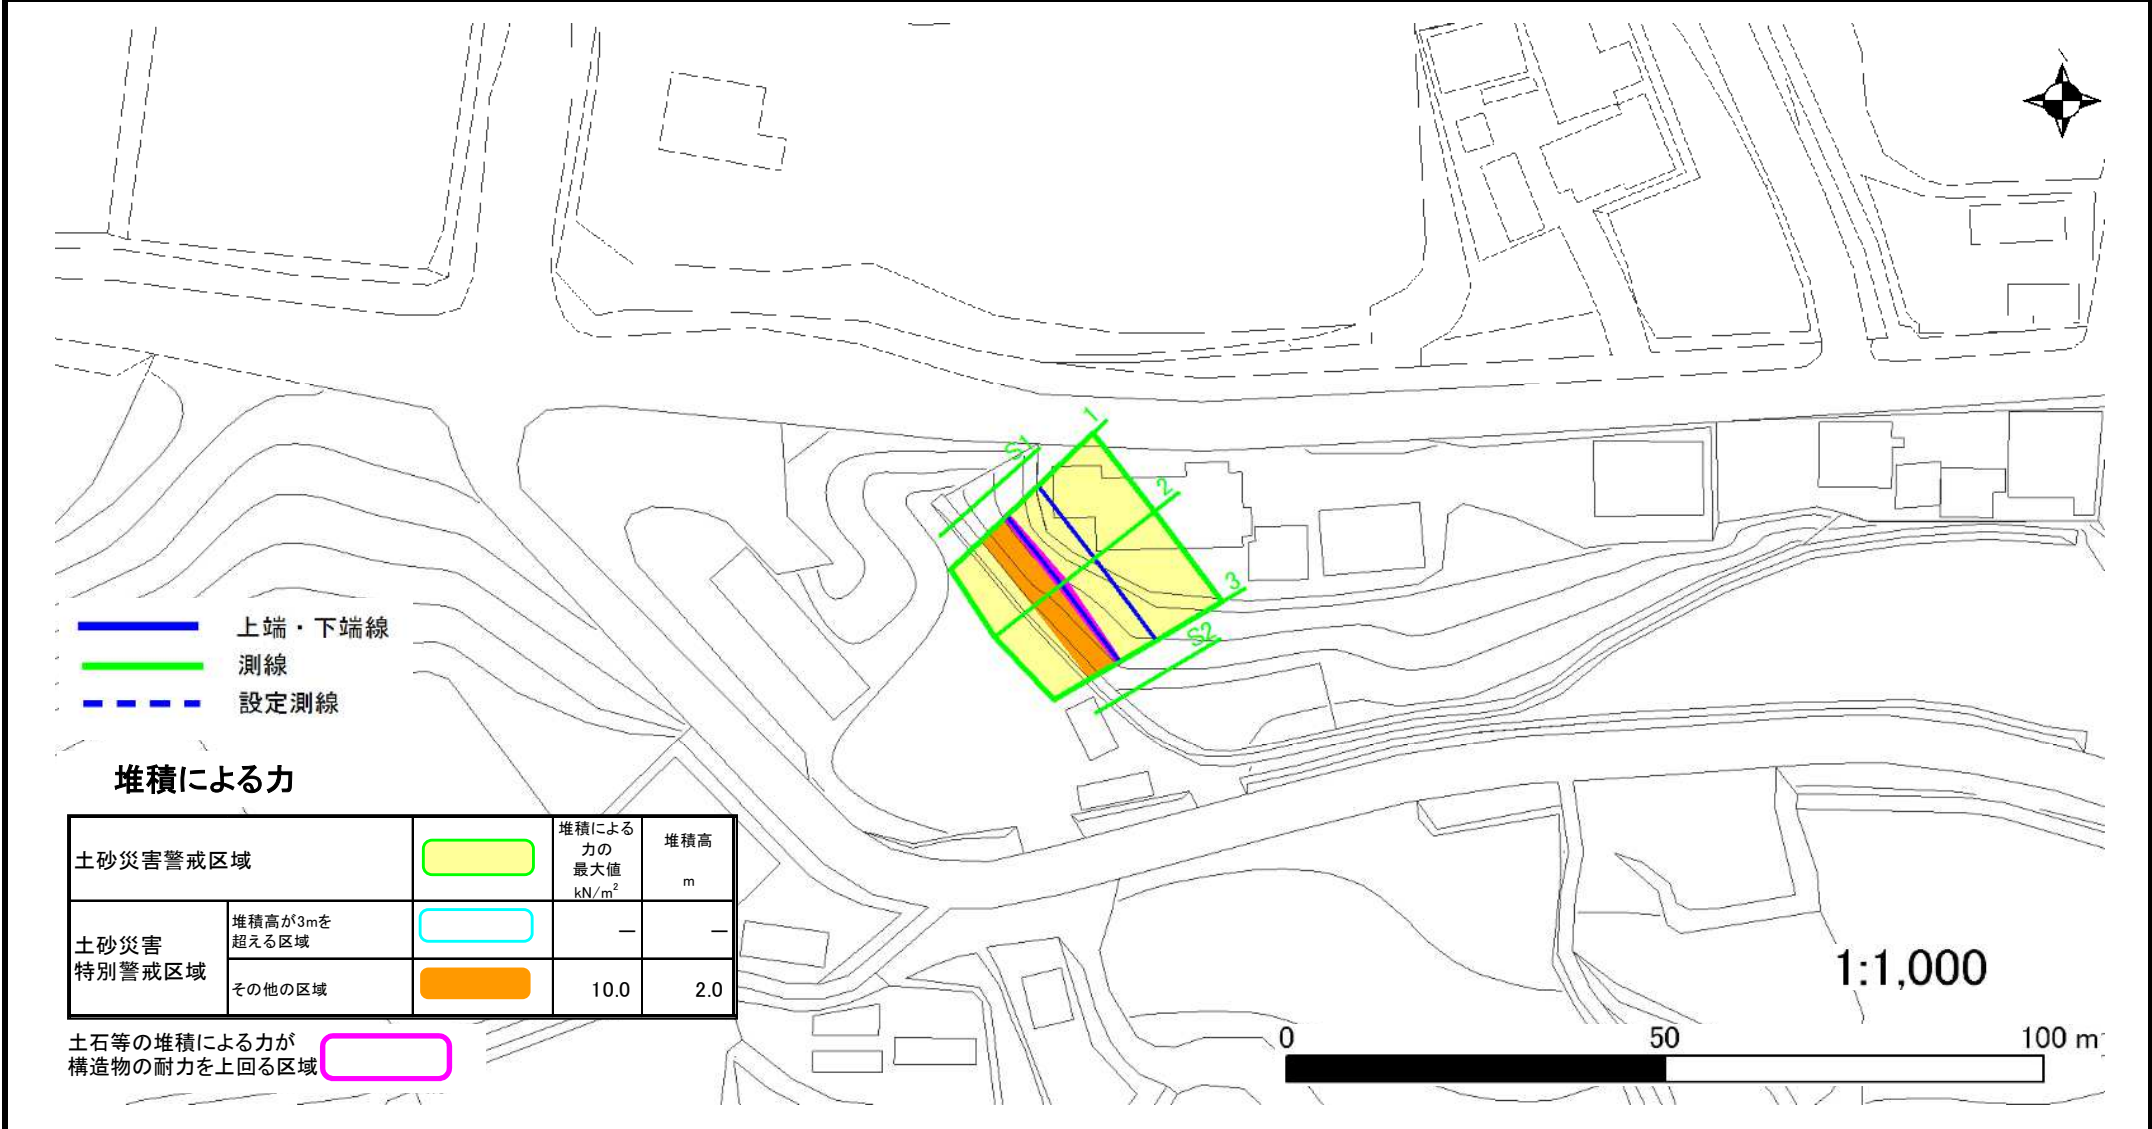 1
S1
2
3
S2
上端・下端線
測線
設定測線
堆積による力
土砂災害警戒区域
堆積による
力の
最大値
kN/m²
堆積高
m
土砂災害
特別警戒区域
堆積高が3mを
超える区域
－
－
その他の区域
10.0
2.0
土石等の堆積による力が
構造物の耐力を上回る区域
1:1,000
0
50
100 m